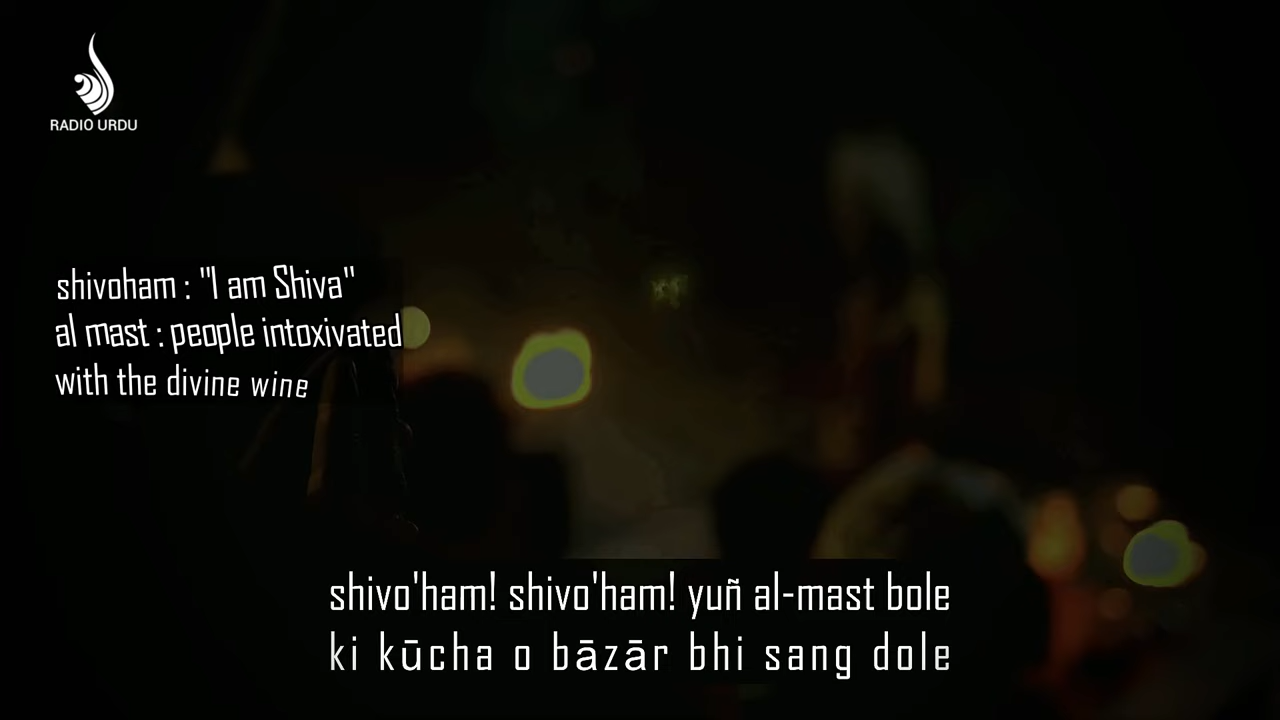 RADIO URDU
shivoham : "I am Shiva"
al mast : people intoxivated
with the divine wine
shivo'ham! shivo'ham! yuñ al-mast bole
ki kūcha o bāzār bhi sang dole